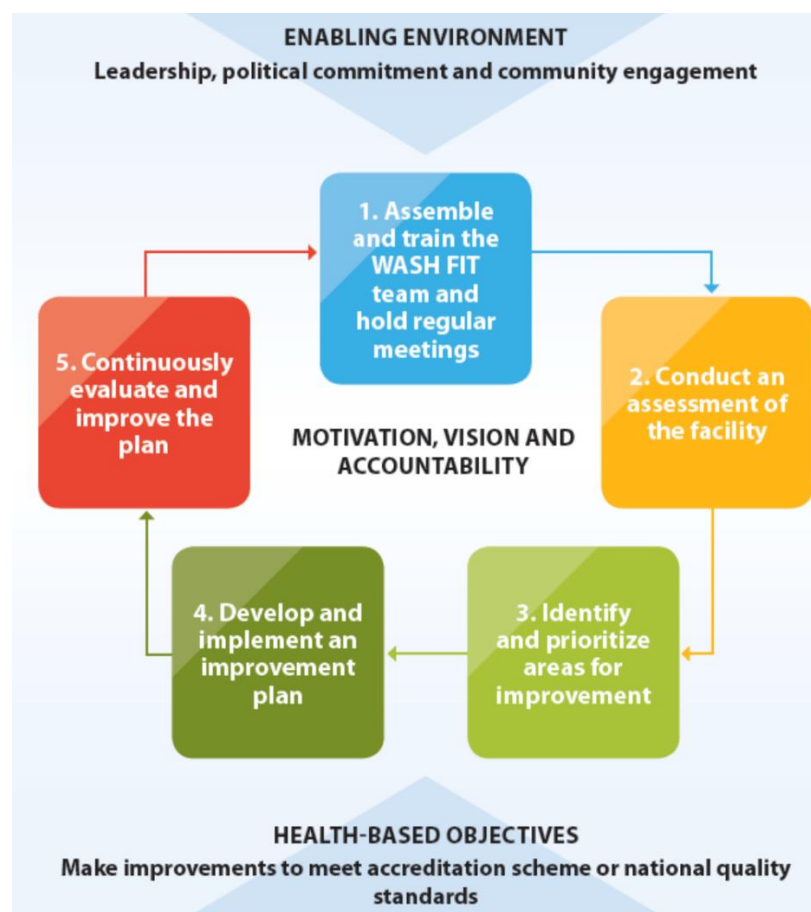 ENABLING ENVIRONMENT
Leadership, political commitment and community engagement
1. Assemble
and train the
WASH FIT
team and
hold regular
meetings
2. Conduct an
assessment of
the facility
3. Identify
and prioritize
areas for
improvement
4. Develop and
implement an
improvement
plan
5. Continuously
evaluate and
improve the
plan
MOTIVATION, VISION AND
ACCOUNTABILITY
HEALTH-BASED OBJECTIVES
Make improvements to meet accreditation scheme or national quality
standards